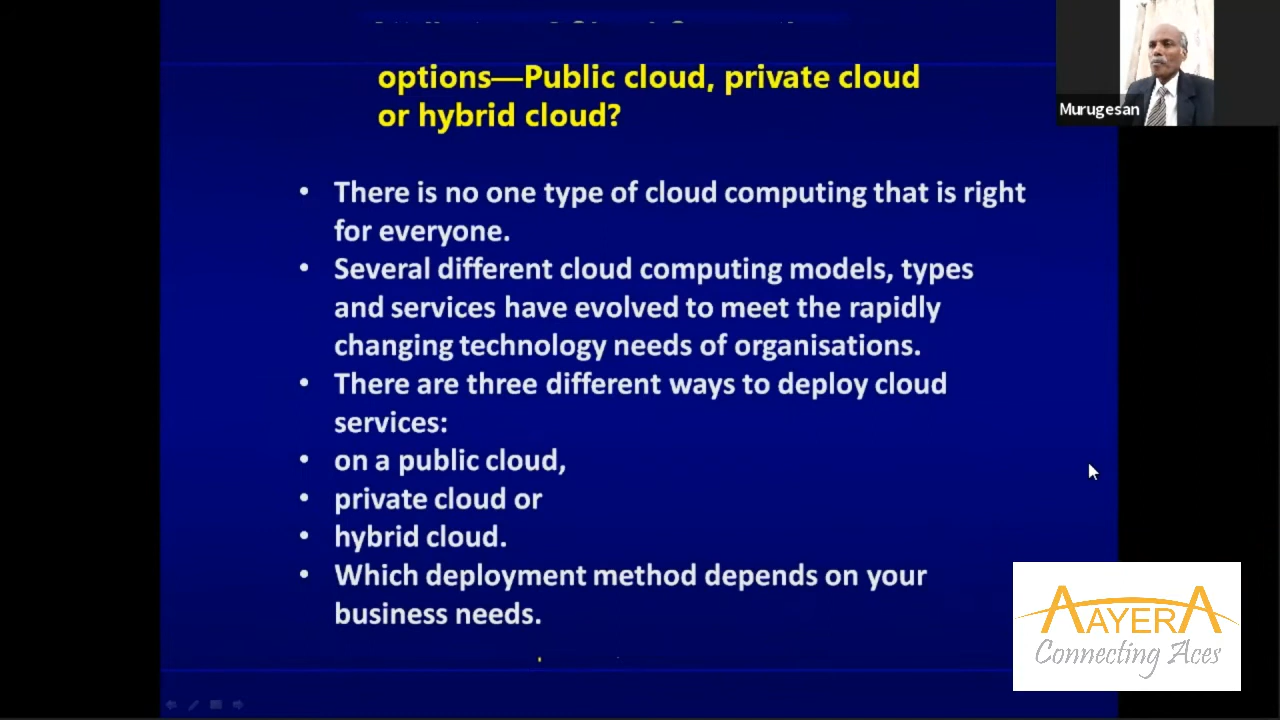 options—Public cloud, private cloud
or hybrid cloud?
Murugesan
• There is no one type of cloud computing that is right
for everyone.
• Several different cloud computing models, types
and services have evolved to meet the rapidly
changing technology needs of organisations.
• There are three different ways to deploy cloud
services:
• on a public cloud,
• private cloud or
• hybrid cloud.
• Which deployment method depends on your
business needs.
AAYERA
Connecting Aces